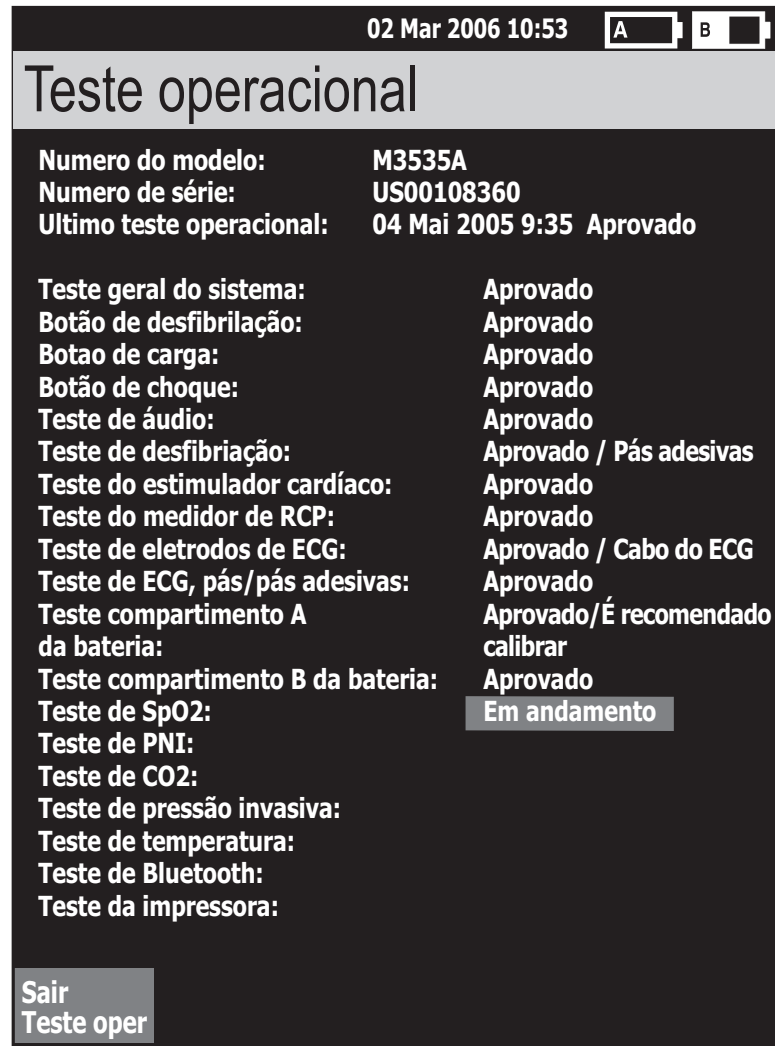 02 Mar 2006 10:53 A B
Teste operacional
Numero do modelo: M3535A
Numero de série: US00108360
Ultimo teste operacional: 04 Mai 2005 9:35 Aprovado
Teste geral do sistema: Aprovado
Botão de desfibrilação: Aprovado
Botao de carga: Aprovado
Botão de choque: Aprovado
Teste de áudio: Aprovado
Teste de desfibriação: Aprovado / Pás adesivas
Teste do estimulador cardíaco: Aprovado
Teste do medidor de RCP: Aprovado
Teste de eletrodos de ECG: Aprovado / Cabo do ECG
Teste de ECG, pás/pás adesivas: Aprovado
Teste compartimento A Aprovado/É recomendado
da bateria: calibrar
Teste compartimento B da bateria: Aprovado
Teste de SpO2: Em andamento
Teste de PNI:
Teste de CO2:
Teste de pressão invasiva:
Teste de temperatura:
Teste de Bluetooth:
Teste da impressora:
Sair
Teste oper